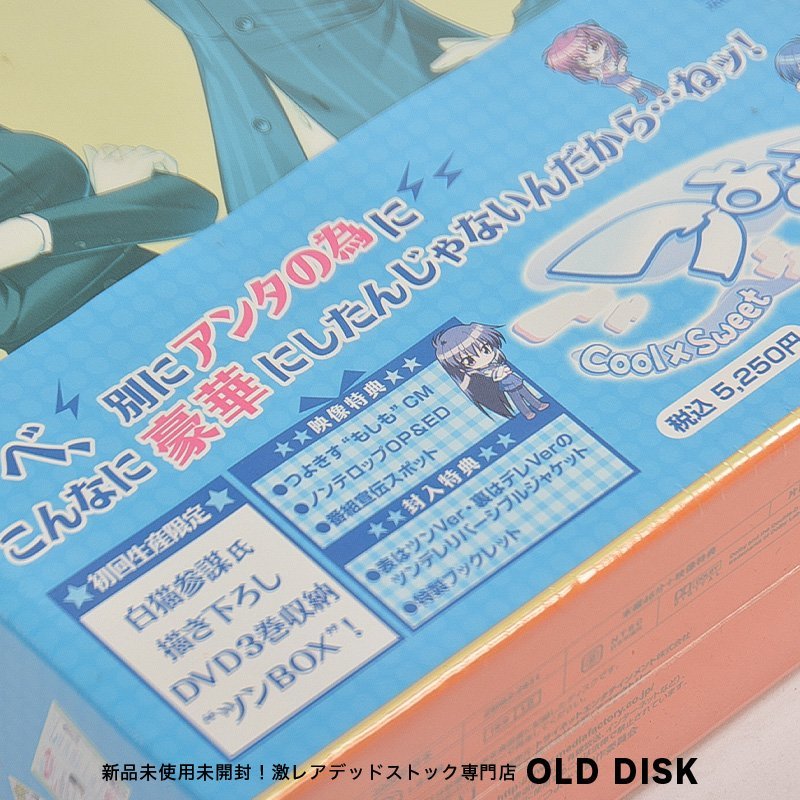 べ、別にアンタの為に
こんなに豪華にしたんじゃないんだから…ねッ!
Cool×Sweet
税込5,250円
★初回生産限定★
白猫参謀氏
描き下ろし
DVD3巻収納
“ツンBOX”!
★★映像特典★★
●つよきす“もしも”CM
●ノンテロップOP&ED
●番組宣伝スポット
★★封入特典★★
●表はツンVer・裏はデレVerの
ツンデレリバーシブルジャケット
●特製ブックレット
新品未使用未開封!激レアデッドストック専門店 OLD DISK